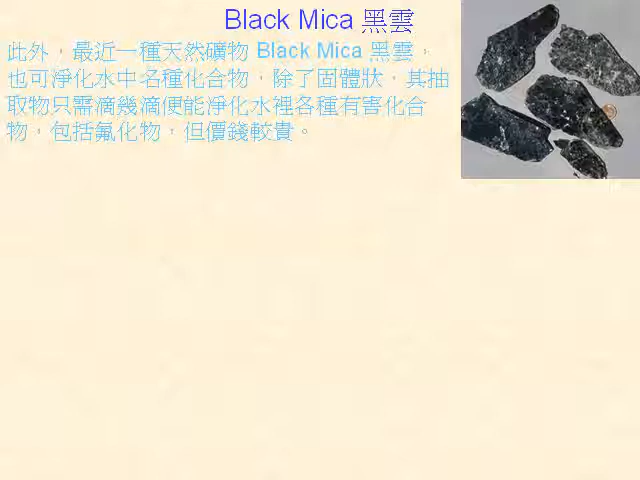 Black Mica 黑雲
此外，最近一種天然礦物 Black Mica 黑雲，
也可淨化水中各種化合物，除了固體狀，其抽
取物只需滴幾滴便能淨化水裡各種有害化合
物，包括氟化物，但價錢較貴。